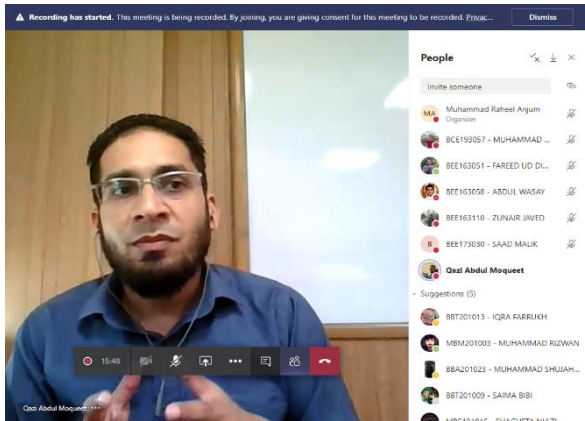 Recording has started. This meeting is being recorded. By joining, you are giving consent for this meeting to be recorded. Privac... Dismiss
People
Invite someone
MA Muhammad Raheel Anjum
Organizer
BCE193057 - MUHAMMAD ...
BEE163051 - FAREED UD DI...
BEE163058 - ABDUL WASAY
BEE163110 - ZUNAIR JAVED
B BEE173030 - SAAD MALIK
Qazi Abdul Moqueet
Suggestions (5)
BBT201013 - IQRA FARRUKH
MBM201003 - MUHAMMAD RIZWAN
BBA201023 - MUHAMMAD SHUJAH...
BBT201009 - SAIMA BIBI
15:48
Qazi Abdul Moqueet